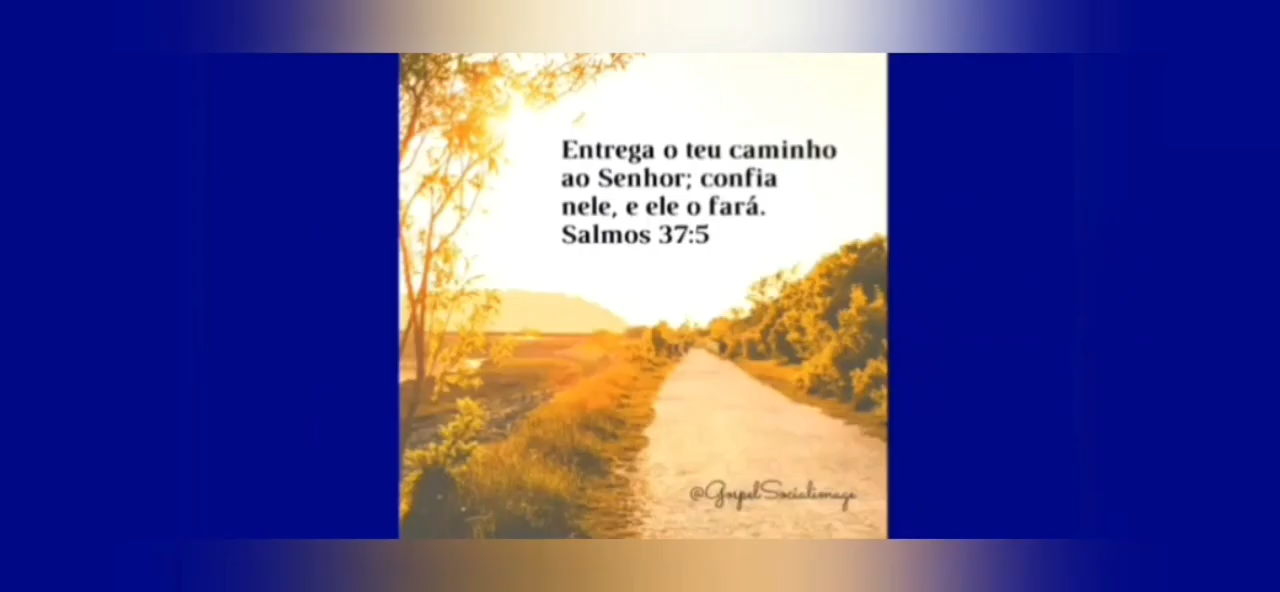 Entrega o teu caminho
ao Senhor; confia
nele, e ele o fará.
Salmos 37:5
@GospelSocialimage